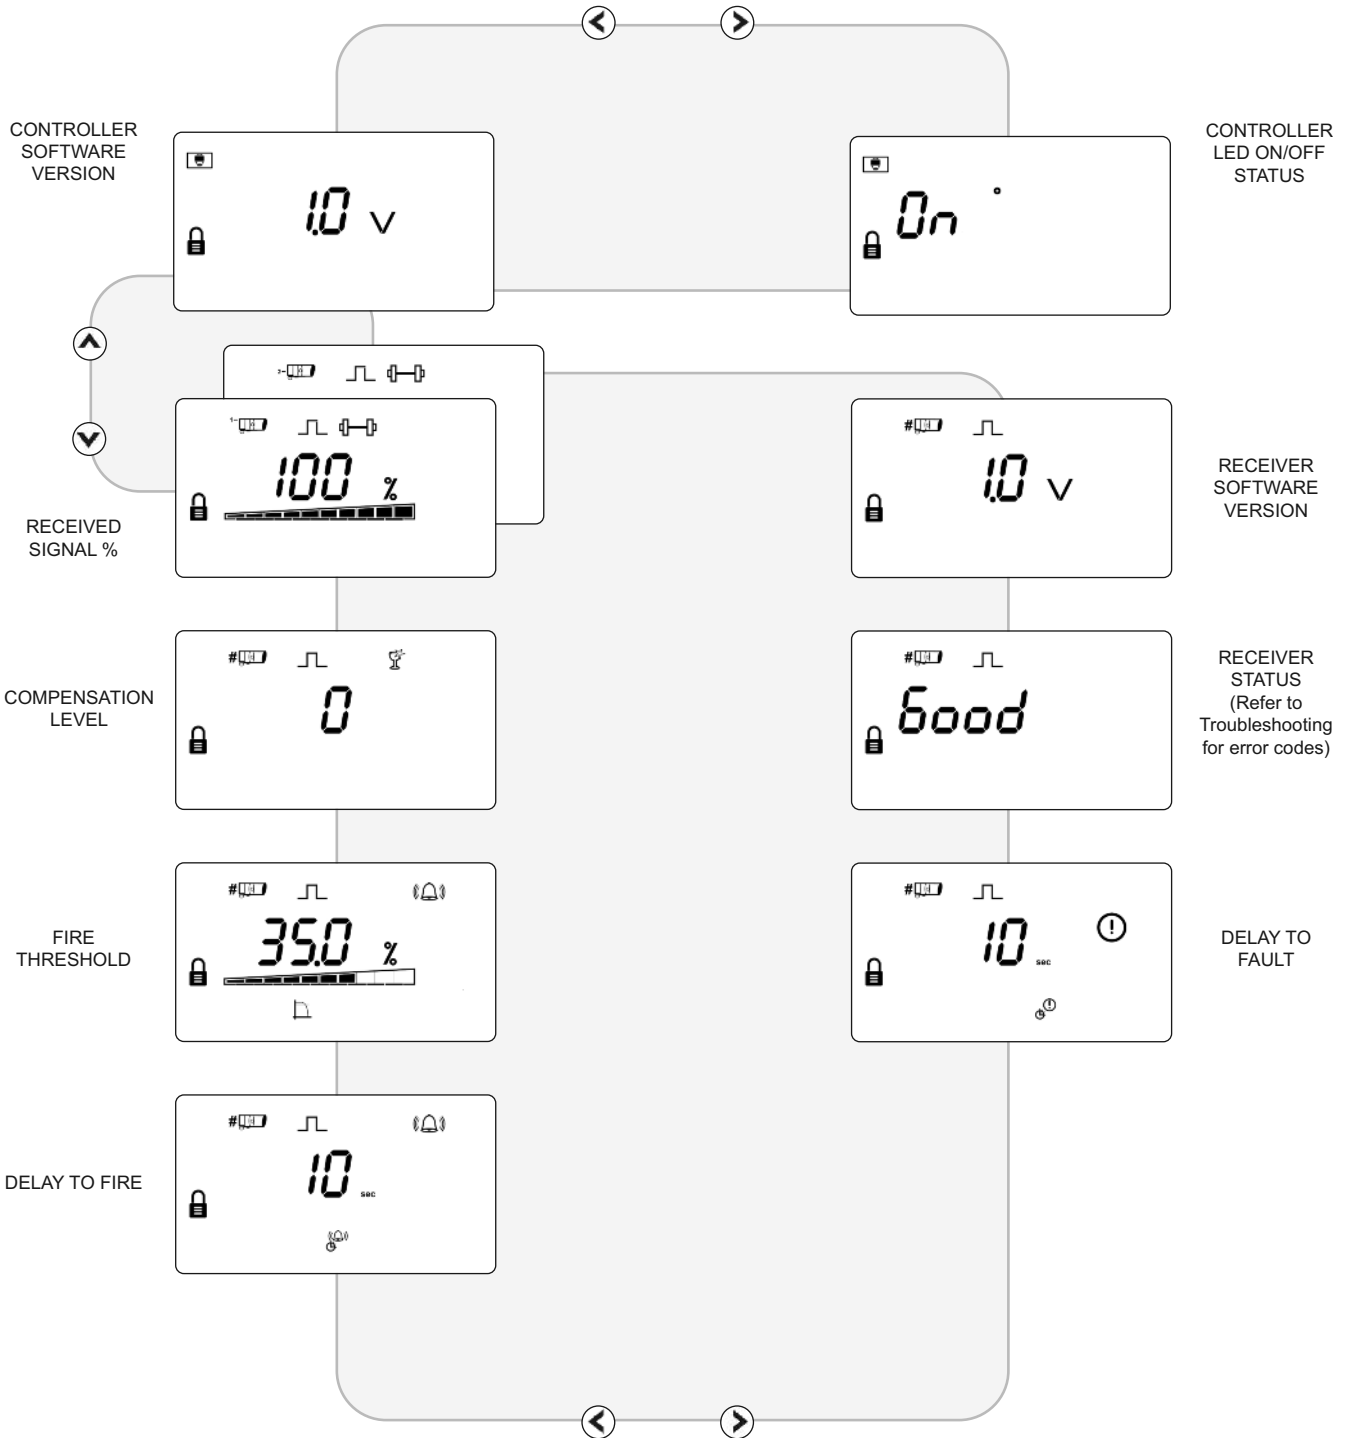 CONTROLLER
SOFTWARE
VERSION
1.0 V
CONTROLLER
LED ON/OFF
STATUS
On °
2-
1-
100 %
RECEIVED
SIGNAL %
#
1.0 V
RECEIVER
SOFTWARE
VERSION
COMPENSATION
LEVEL
#
0
#
Good
RECEIVER
STATUS
(Refer to
Troubleshooting
for error codes)
FIRE
THRESHOLD
#
35.0 %
#
10 sec
DELAY TO
FAULT
DELAY TO FIRE
#
10 sec